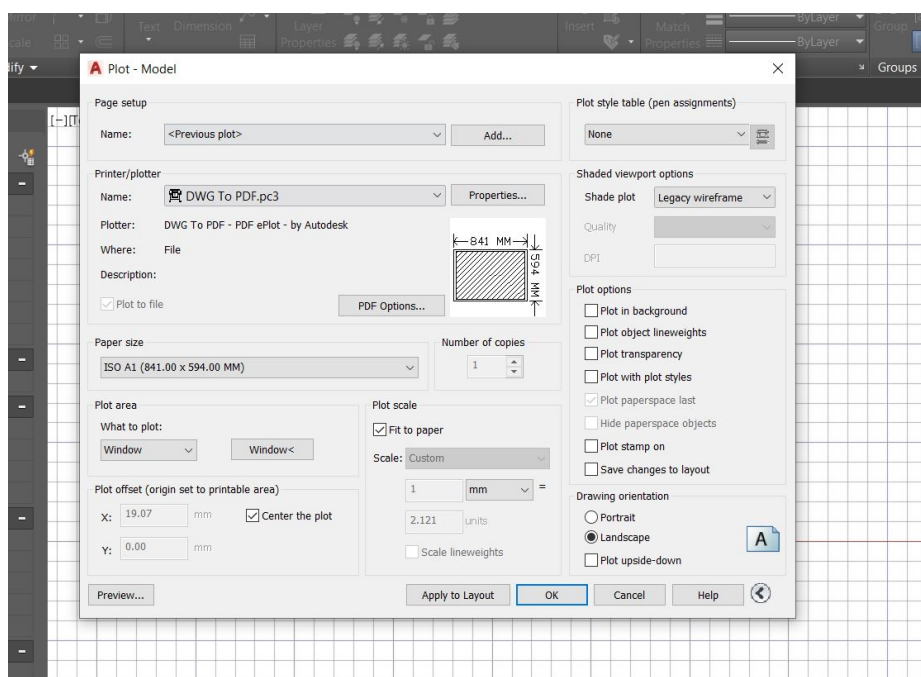 Text Dimension
Layer
Properties
Insert
Match
Properties
ByLayer
ByLayer
Group
Groups
Plot - Model
Page setup
Name: <Previous plot> Add...
Plot style table (pen assignments)
None
Printer/plotter
Name: DWG To PDF.pc3 Properties...
Plotter: DWG To PDF - PDF ePlot - by Autodesk
Where: File
Description:
Plot to file
PDF Options...
841 MM
594 MM
Shaded viewport options
Shade plot Legacy wireframe
Quality
DPI
Paper size
ISO A1 (841.00 x 594.00 MM)
Number of copies
1
Plot area
What to plot:
Window Window<
Plot offset (origin set to printable area)
X: 19.07 mm Center the plot
Y: 0.00 mm
Plot scale
Fit to paper
Scale: Custom
1 mm =
2.121 units
Scale lineweights
Plot options
Plot in background
Plot object lineweights
Plot transparency
Plot with plot styles
Plot paperspace last
Hide paperspace objects
Plot stamp on
Save changes to layout
Drawing orientation
Portrait
Landscape
Plot upside-down
A
Preview... Apply to Layout OK Cancel Help